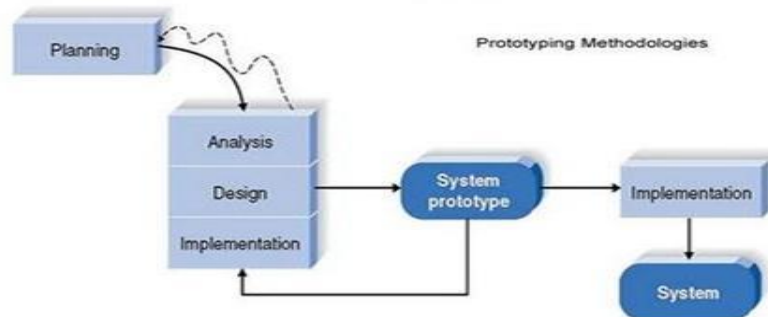 Prototyping Methodologies
Planning
Analysis
Design
Implementation
System
prototype
Implementation
System